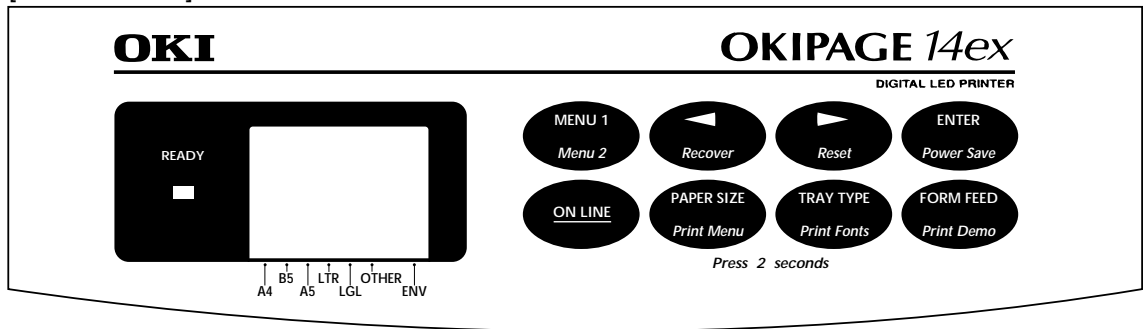 OKI
OKIPAGE 14ex
DIGITAL LED PRINTER
READY
A4 B5 A5 LTR LGL OTHER ENV
MENU 1
Menu 2
Recover
Reset
ENTER
Power Save
ON LINE
PAPER SIZE
Print Menu
TRAY TYPE
Print Fonts
FORM FEED
Print Demo
Press 2 seconds